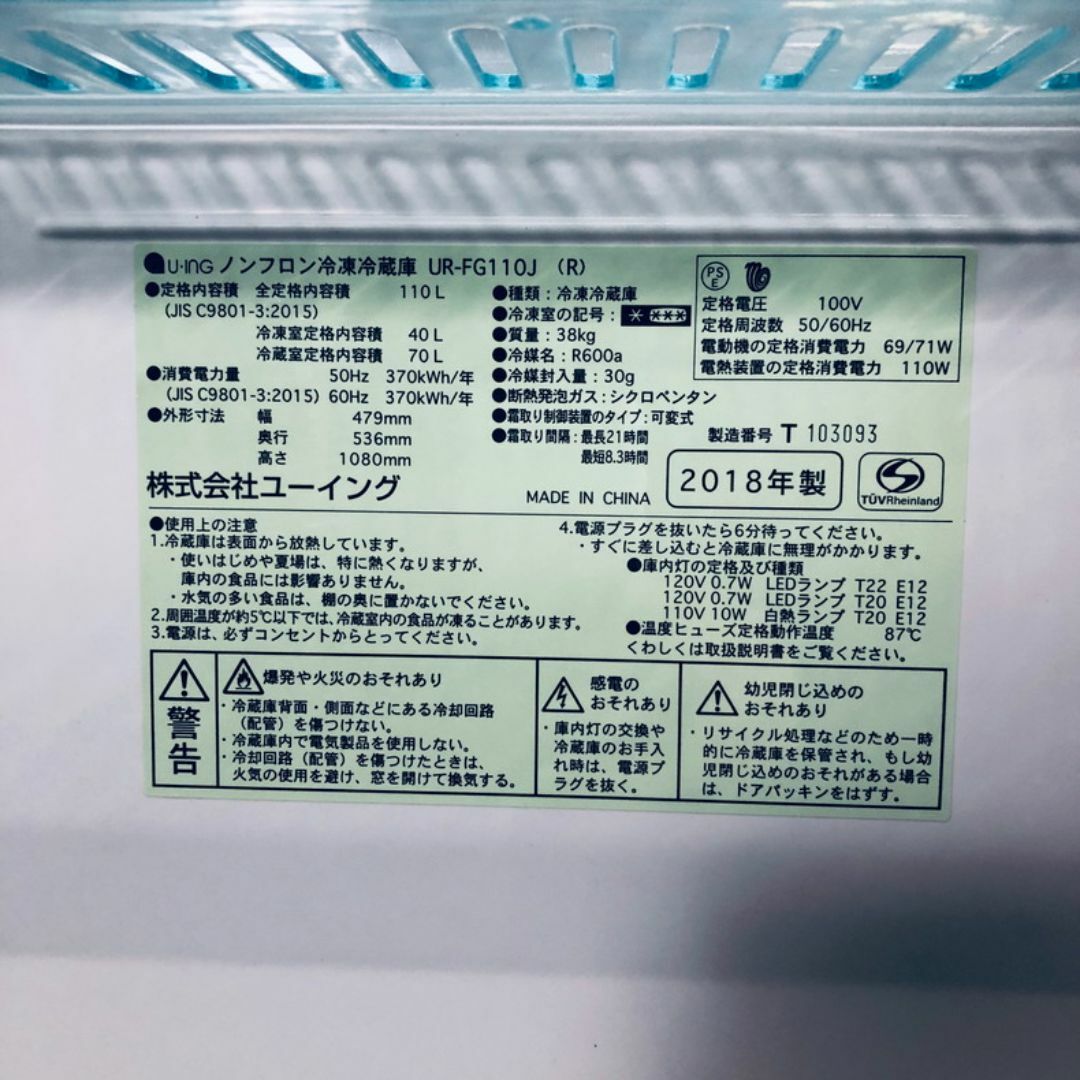 U·ING ノンフロン冷凍冷蔵庫 UR-FG110J (R)
●定格内容積 全定格内容積 110 L
(JIS C9801-3:2015)
冷凍室定格内容積 40 L
冷蔵室定格内容積 70 L
●消費電力量 50Hz 370kWh/年
(JIS C9801-3:2015) 60Hz 370kWh/年
●外形寸法 幅 479mm
奥行 536mm
高さ 1080mm
株式会社ユーイング
●種類：冷凍冷蔵庫
●冷凍室の記号：* ***
●質量：38kg
●冷媒名：R600a
●冷媒封入量：30g
●断熱発泡ガス：シクロペンタン
●霜取り制御装置のタイプ：可変式
●霜取り間隔：最長21時間
最短8.3時間
MADE IN CHINA
PSE
定格電圧 100V
定格周波数 50/60Hz
電動機の定格消費電力 69/71W
電熱装置の定格消費電力 110W
製造番号 T 103093
2018年製
TÜVRheinland
●使用上の注意
1.冷蔵庫は表面から放熱しています。
・使いはじめや夏場は、特に熱くなりますが、
庫内の食品には影響ありません。
・水気の多い食品は、棚の奥に置かないでください。
2.周囲温度が約5℃以下では、冷蔵室内の食品が凍ることがあります。
3.電源は、必ずコンセントからとってください。
4.電源プラグを抜いたら6分待ってください。
・すぐに差し込むと冷蔵庫に無理がかかります。
●庫内灯の定格及び種類
120V 0.7W LEDランプ T22 E12
120V 0.7W LEDランプ T20 E12
110V 10W 白熱ランプ T20 E12
●温度ヒューズ定格動作温度 87℃
くわしくは取扱説明書をご覧ください。
警告
爆発や火災のおそれあり
・冷蔵庫背面・側面などにある冷却回路
（配管）を傷つけない。
・冷蔵庫内で電気製品を使用しない。
・冷却回路（配管）を傷つけたときは、
火気の使用を避け、窓を開けて換気する。
感電の
おそれあり
・庫内灯の交換や
冷蔵庫のお手入
れ時は、電源プ
ラグを抜く。
幼児閉じ込めの
おそれあり
・リサイクル処理などのため一時
的に冷蔵庫を保管され、もし幼
児閉じ込めのおそれがある場合
は、ドアパッキンをはずす。